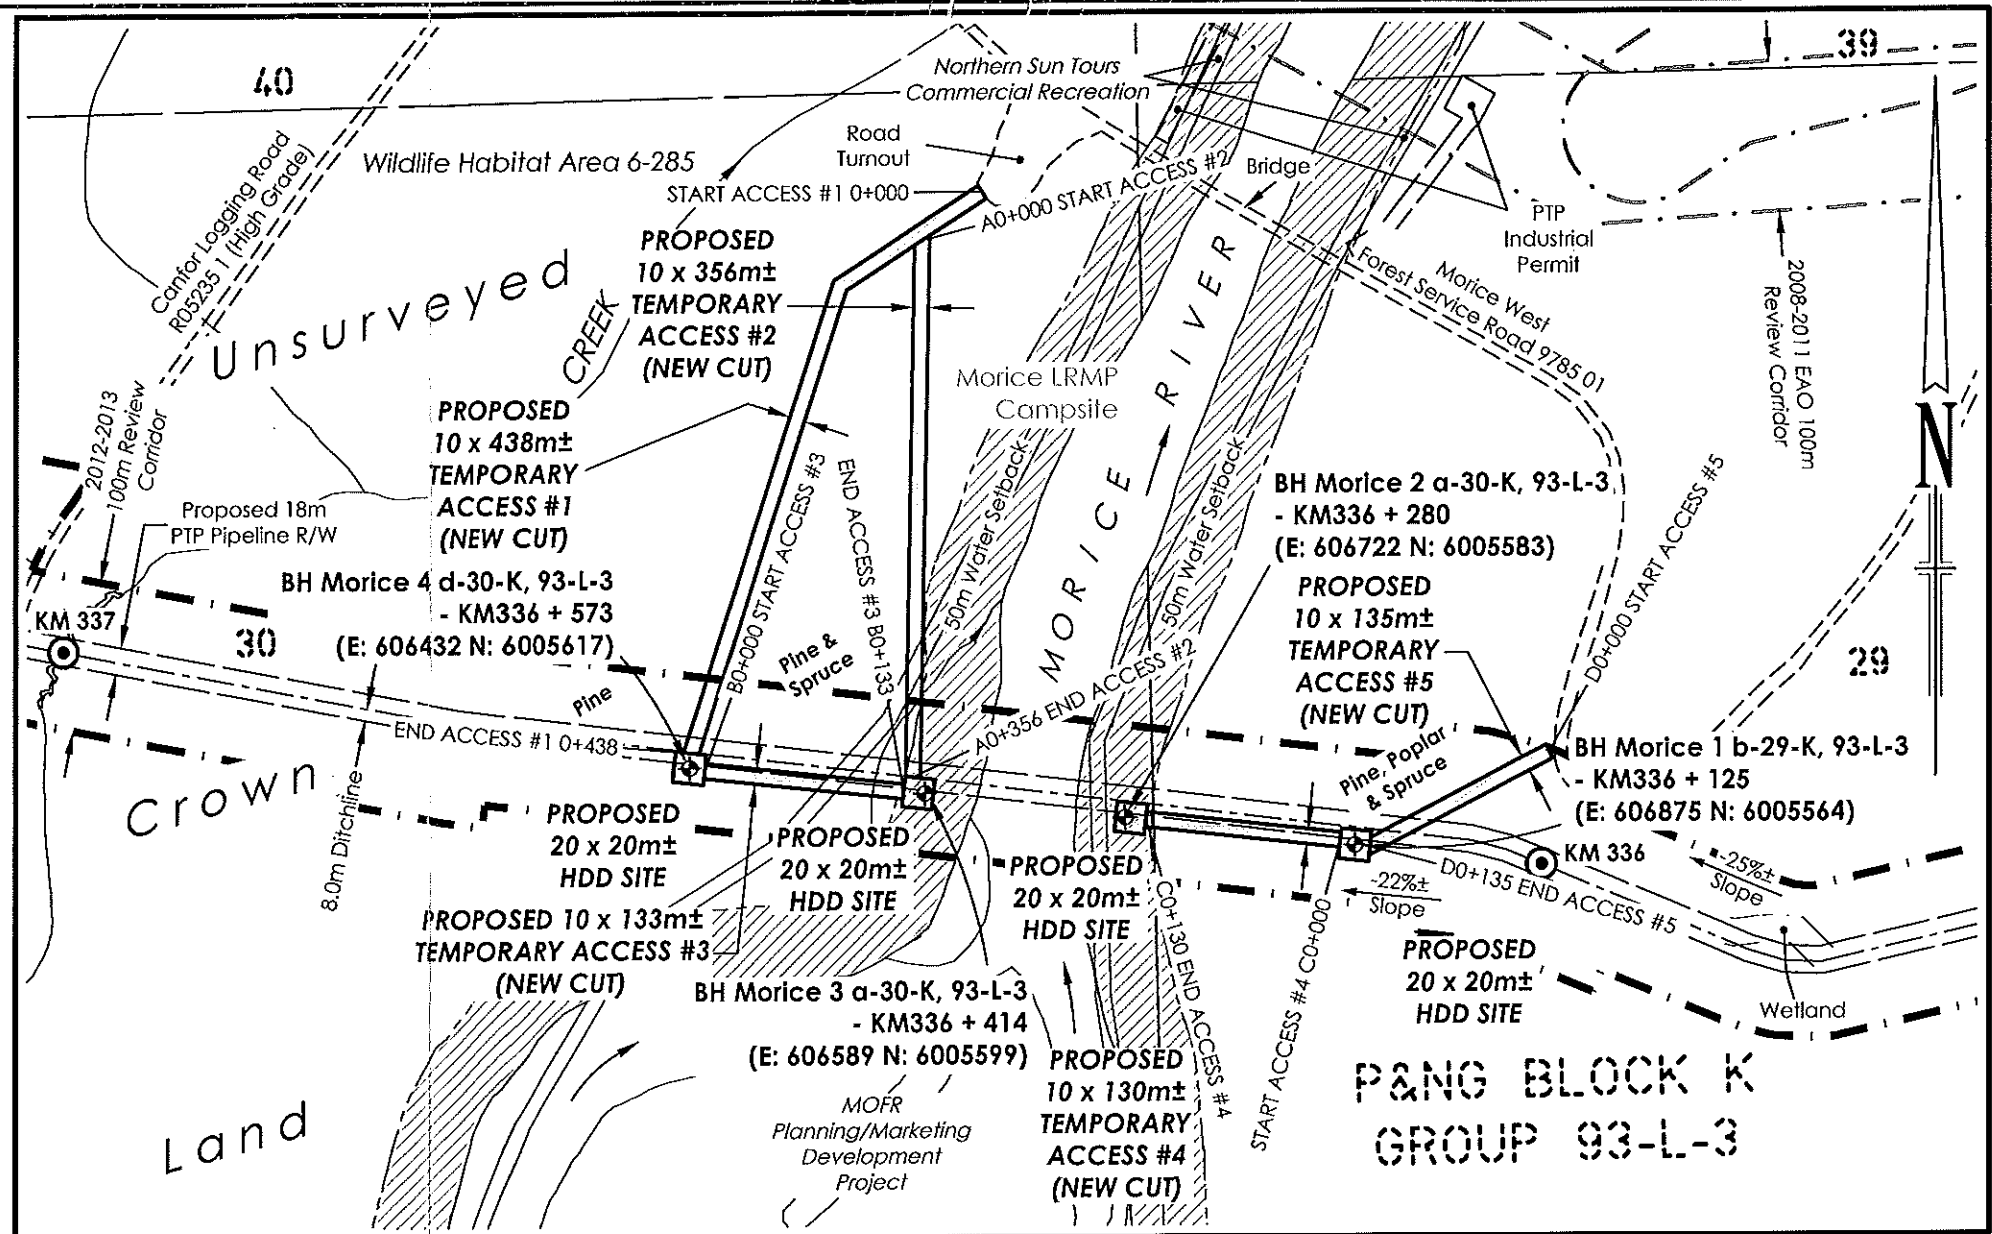 40
39
Northern Sun Tours
Commercial Recreation
Road
Turnout
Wildlife Habitat Area 6-285
START ACCESS #1 0+000
A0+000 START ACCESS #2
Bridge
PTP
Industrial
Permit
Canfor Logging Road
R05235 1 (High Grade)
Unsurveyed
CREEK
PROPOSED
10 x 356m±
TEMPORARY
ACCESS #2
(NEW CUT)
Morice West
Forest Service Road 9785 01
2008-2011 EAO 100m
Review Corridor
MORICE RIVER
Morice LRMP
Campsite
N
2012-2013
100m Review
Corridor
PROPOSED
10 x 438m±
TEMPORARY
ACCESS #1
(NEW CUT)
Proposed 18m
PTP Pipeline R/W
B0+000 START ACCESS #3
END ACCESS #3 B0+133
50m Water Setback
50m Water Setback
BH Morice 2 a-30-K, 93-L-3
- KM336 + 280
(E: 606722 N: 6005583)
D0+000 START ACCESS #5
BH Morice 4 d-30-K, 93-L-3
- KM336 + 573
(E: 606432 N: 6005617)
KM 337
30
PROPOSED
10 x 135m±
TEMPORARY
ACCESS #5
(NEW CUT)
29
Pine &
Spruce
Pine
A0+356 END ACCESS #2
END ACCESS #1 0+438
Pine, Poplar
& Spruce
BH Morice 1 b-29-K, 93-L-3
- KM336 + 125
(E: 606875 N: 6005564)
Crown
8.0m Ditchline
PROPOSED
20 x 20m±
HDD SITE
PROPOSED
20 x 20m±
HDD SITE
PROPOSED
20 x 20m±
HDD SITE
-22%±
Slope
KM 336
-25%±
Slope
D0+135 END ACCESS #5
PROPOSED 10 x 133m±
TEMPORARY ACCESS #3
(NEW CUT)
C0+130 END ACCESS #4
START ACCESS #4 C0+000
PROPOSED
20 x 20m±
HDD SITE
Wetland
BH Morice 3 a-30-K, 93-L-3
- KM336 + 414
(E: 606589 N: 6005599)
PROPOSED
10 x 130m±
TEMPORARY
ACCESS #4
(NEW CUT)
MOFR
Planning/Marketing
Development
Project
Land
P&NG BLOCK K
GROUP 93-L-3